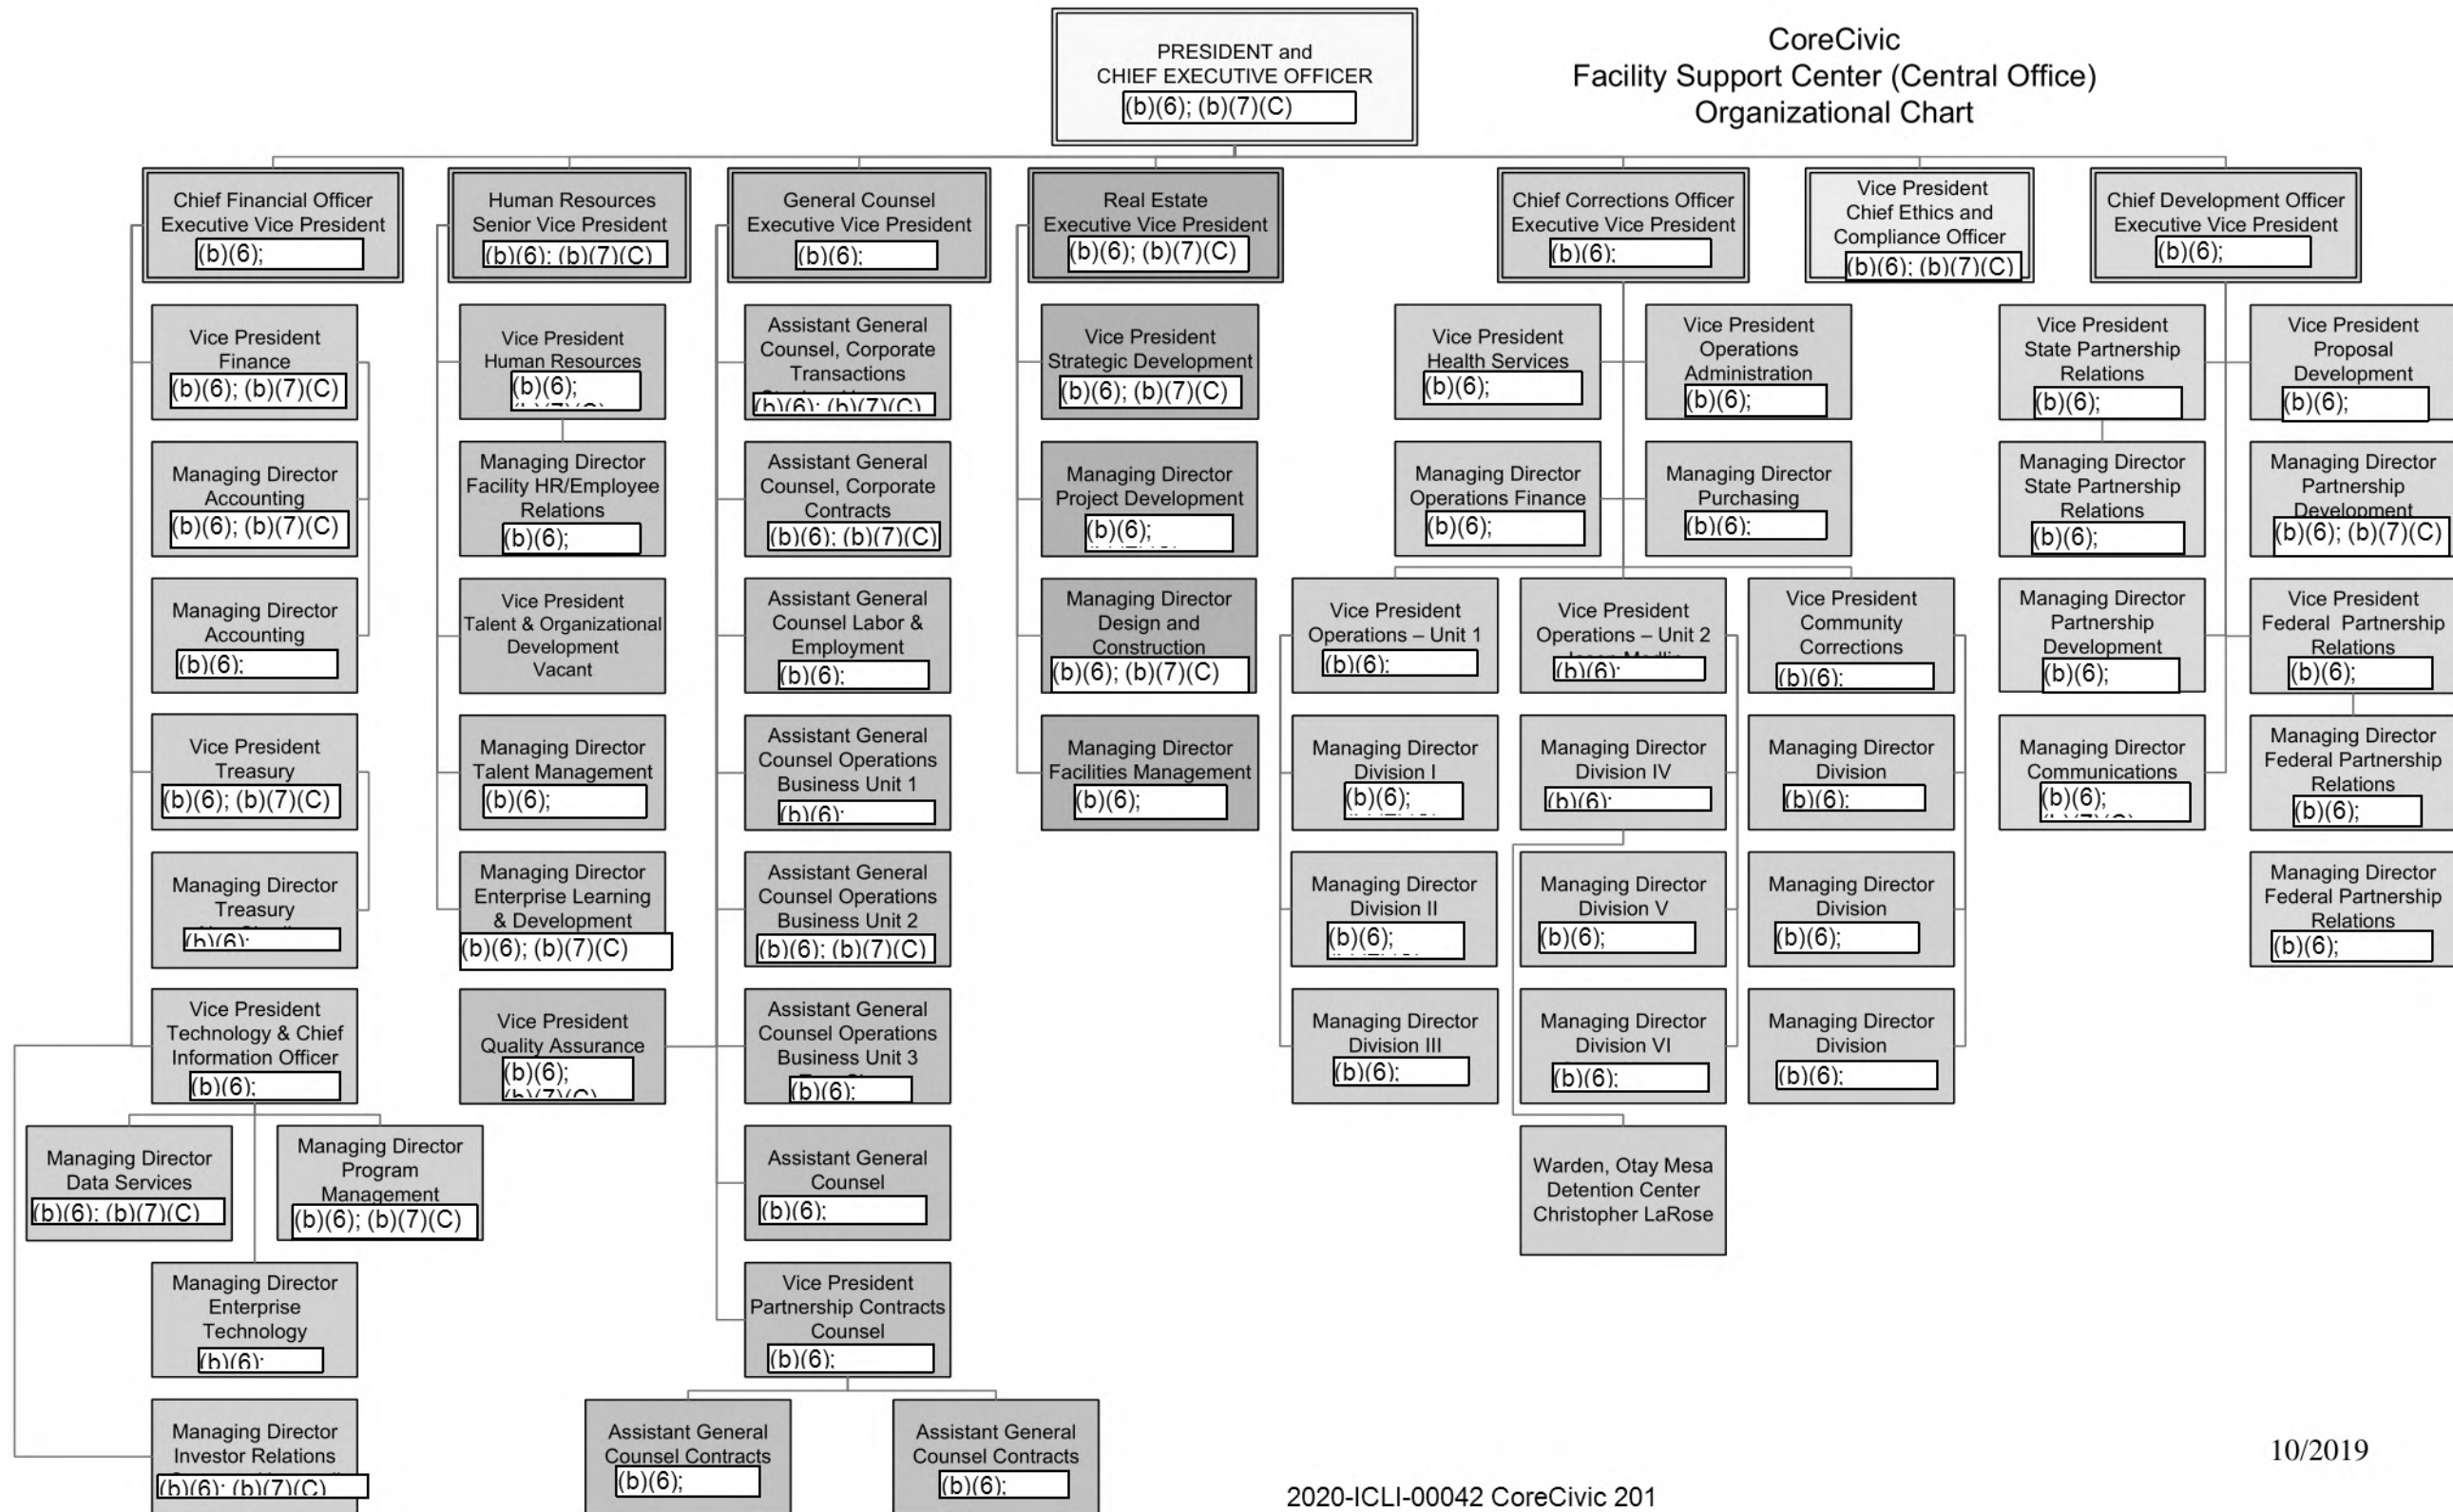 PRESIDENT and
CHIEF EXECUTIVE OFFICER
(b)(6); (b)(7)(C)
CoreCivic
Facility Support Center (Central Office)
Organizational Chart
Chief Financial Officer
Executive Vice President
(b)(6);
Human Resources
Senior Vice President
(b)(6); (b)(7)(C)
General Counsel
Executive Vice President
(b)(6);
Real Estate
Executive Vice President
(b)(6); (b)(7)(C)
Chief Corrections Officer
Executive Vice President
(b)(6);
Vice President
Chief Ethics and
Compliance Officer
(b)(6); (b)(7)(C)
Chief Development Officer
Executive Vice President
(b)(6);
Vice President
Finance
(b)(6); (b)(7)(C)
Vice President
Human Resources
(b)(6);
Assistant General
Counsel, Corporate
Transactions
(b)(6); (b)(7)(C)
Vice President
Strategic Development
(b)(6); (b)(7)(C)
Vice President
Health Services
(b)(6);
Vice President
Operations
Administration
(b)(6);
Vice President
State Partnership
Relations
(b)(6);
Vice President
Proposal
Development
(b)(6);
Managing Director
Accounting
(b)(6); (b)(7)(C)
Managing Director
Facility HR/Employee
Relations
(b)(6);
Assistant General
Counsel, Corporate
Contracts
(b)(6); (b)(7)(C)
Managing Director
Project Development
(b)(6);
Managing Director
Operations Finance
(b)(6);
Managing Director
Purchasing
(b)(6);
Managing Director
State Partnership
Relations
(b)(6);
Managing Director
Partnership
Development
(b)(6); (b)(7)(C)
Managing Director
Accounting
(b)(6);
Vice President
Talent & Organizational
Development
Vacant
Assistant General
Counsel Labor &
Employment
(b)(6);
Managing Director
Design and
Construction
(b)(6); (b)(7)(C)
Vice President
Operations – Unit 1
(b)(6);
Vice President
Operations – Unit 2
(b)(6);
Vice President
Community
Corrections
(b)(6);
Managing Director
Partnership
Development
(b)(6);
Vice President
Federal Partnership
Relations
(b)(6);
Vice President
Treasury
(b)(6); (b)(7)(C)
Managing Director
Talent Management
(b)(6);
Assistant General
Counsel Operations
Business Unit 1
(b)(6);
Managing Director
Facilities Management
(b)(6);
Managing Director
Division I
(b)(6);
Managing Director
Division IV
(b)(6);
Managing Director
Division
(b)(6);
Managing Director
Communications
(b)(6);
Managing Director
Federal Partnership
Relations
(b)(6);
Managing Director
Treasury
(b)(6);
Managing Director
Enterprise Learning
& Development
(b)(6); (b)(7)(C)
Assistant General
Counsel Operations
Business Unit 2
(b)(6); (b)(7)(C)
Managing Director
Division II
(b)(6);
Managing Director
Division V
(b)(6);
Managing Director
Division
(b)(6);
Managing Director
Federal Partnership
Relations
(b)(6);
Vice President
Technology & Chief
Information Officer
(b)(6);
Vice President
Quality Assurance
(b)(6);
(b)(7)(C)
Assistant General
Counsel Operations
Business Unit 3
(b)(6);
Managing Director
Division III
(b)(6);
Managing Director
Division VI
(b)(6);
Managing Director
Division
(b)(6);
Managing Director
Data Services
(b)(6); (b)(7)(C)
Managing Director
Program
Management
(b)(6); (b)(7)(C)
Assistant General
Counsel
(b)(6);
Warden, Otay Mesa
Detention Center
Christopher LaRose
Managing Director
Enterprise
Technology
(b)(6);
Vice President
Partnership Contracts
Counsel
(b)(6);
Managing Director
Investor Relations
(b)(6); (b)(7)(C)
Assistant General
Counsel Contracts
(b)(6);
Assistant General
Counsel Contracts
(b)(6);
10/2019
2020-ICLI-00042 CoreCivic 201